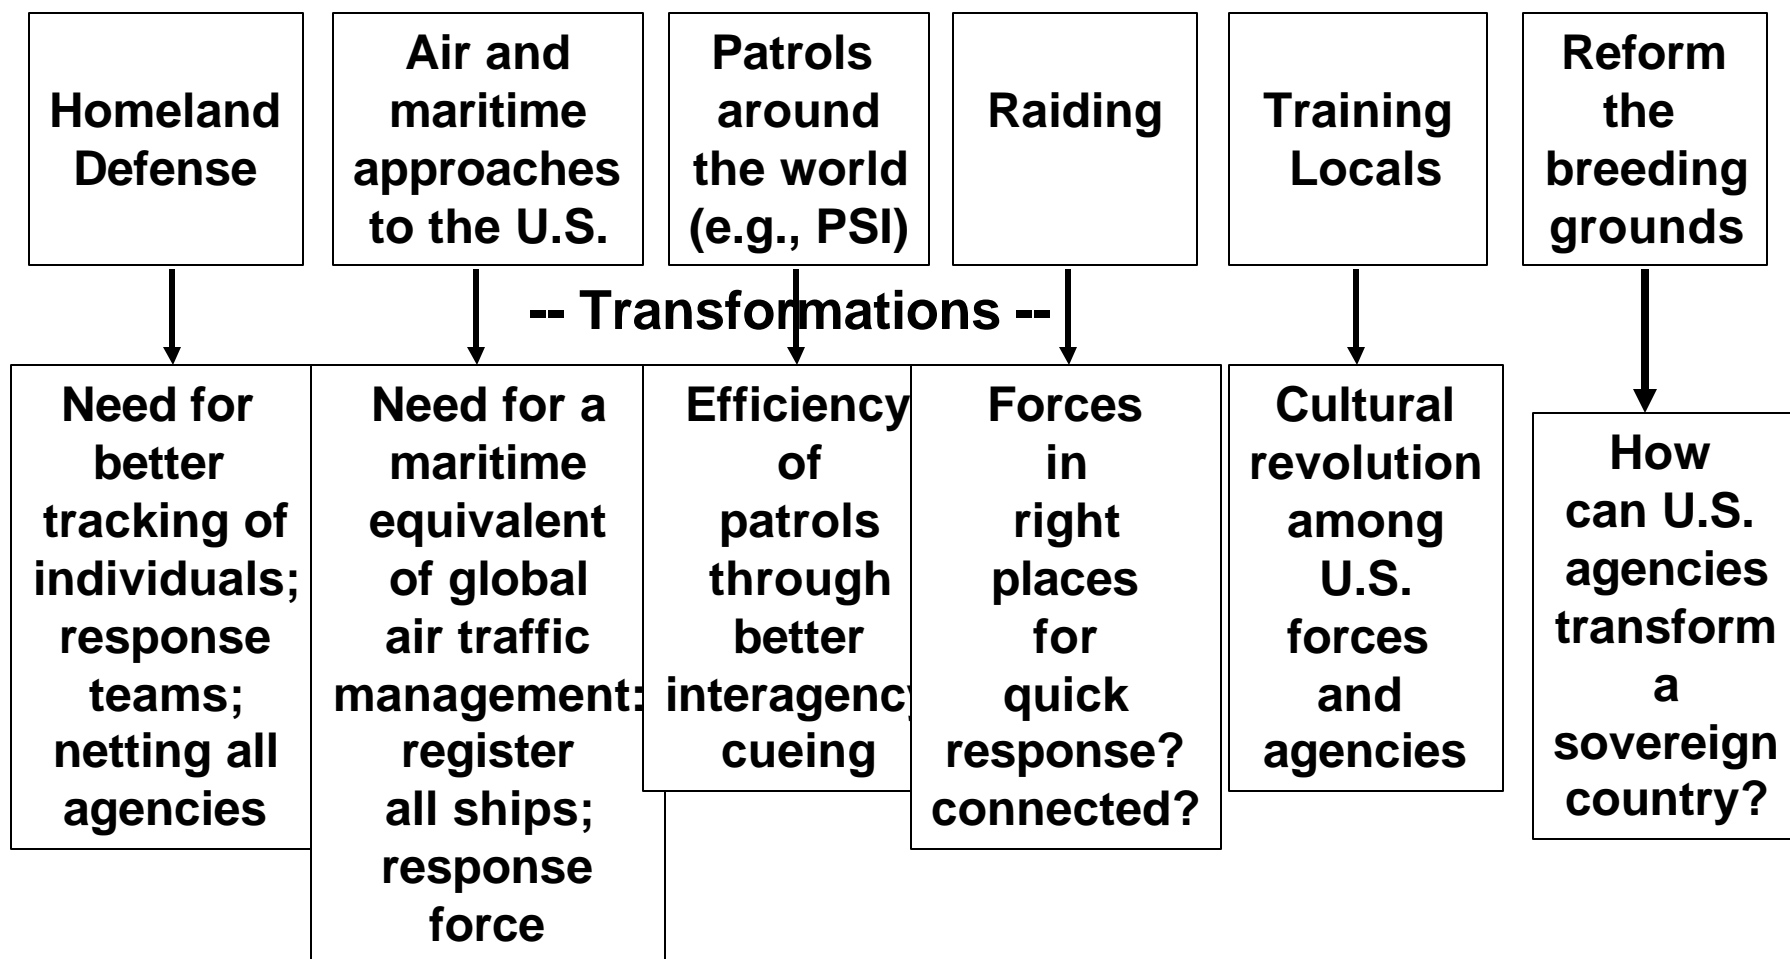 Homeland
Defense
Air and
maritime
approaches
to the U.S.
Patrols
around
the world
(e.g., PSI)
Raiding
Training
Locals
Reform
the
breeding
grounds
-- Transformations --
Need for
better
tracking of
individuals;
response
teams;
netting all
agencies
Need for a
maritime
equivalent
of global
air traffic
management:
register
all ships;
response
force
Efficiency
of
patrols
through
better
interagency
cueing
Forces
in
right
places
for
quick
response?
connected?
Cultural
revolution
among
U.S.
forces
and
agencies
How
can U.S.
agencies
transform
a
sovereign
country?